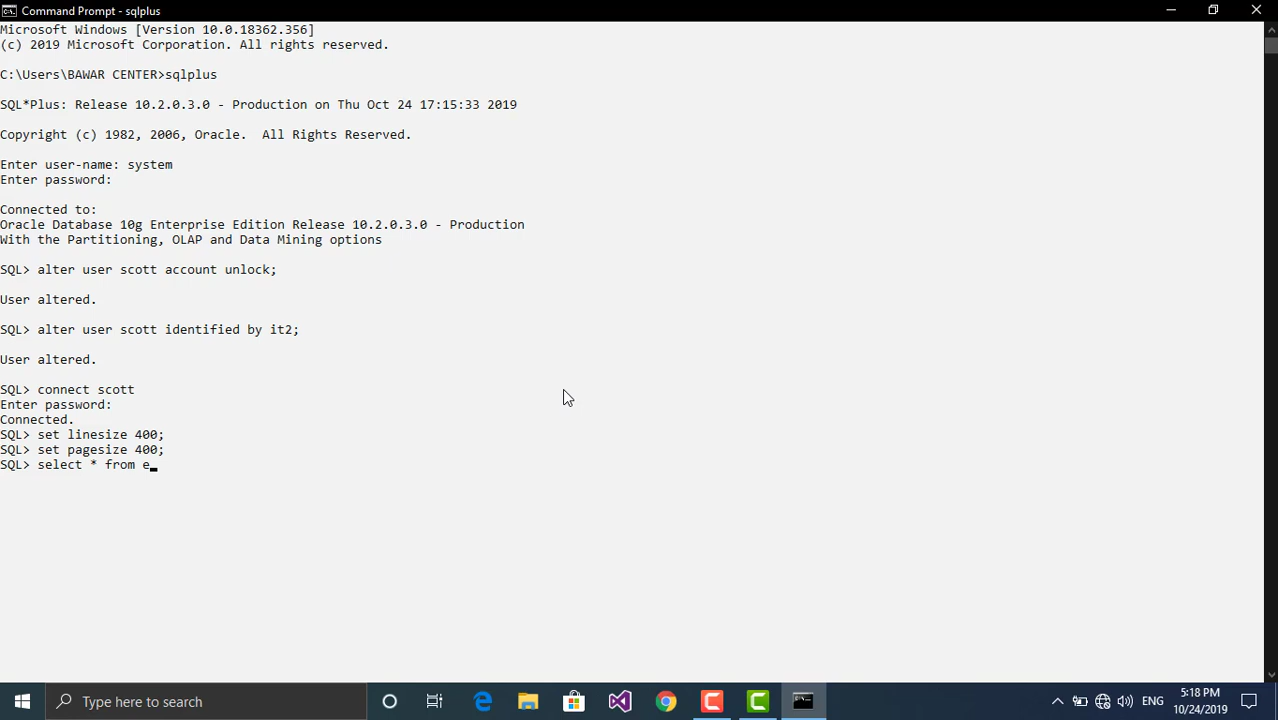 Command Prompt - sqlplus
Microsoft Windows [Version 10.0.18362.356]
(c) 2019 Microsoft Corporation. All rights reserved.
C:\Users\BAWAR CENTER>sqlplus
SQL*Plus: Release 10.2.0.3.0 - Production on Thu Oct 24 17:15:33 2019
Copyright (c) 1982, 2006, Oracle.  All Rights Reserved.
Enter user-name: system
Enter password:
Connected to:
Oracle Database 10g Enterprise Edition Release 10.2.0.3.0 - Production
With the Partitioning, OLAP and Data Mining options
SQL> alter user scott account unlock;
User altered.
SQL> alter user scott identified by it2;
User altered.
SQL> connect scott
Enter password:
Connected.
SQL> set linesize 400;
SQL> set pagesize 400;
SQL> select * from e
Type here to search
ENG
5:18 PM
10/24/2019